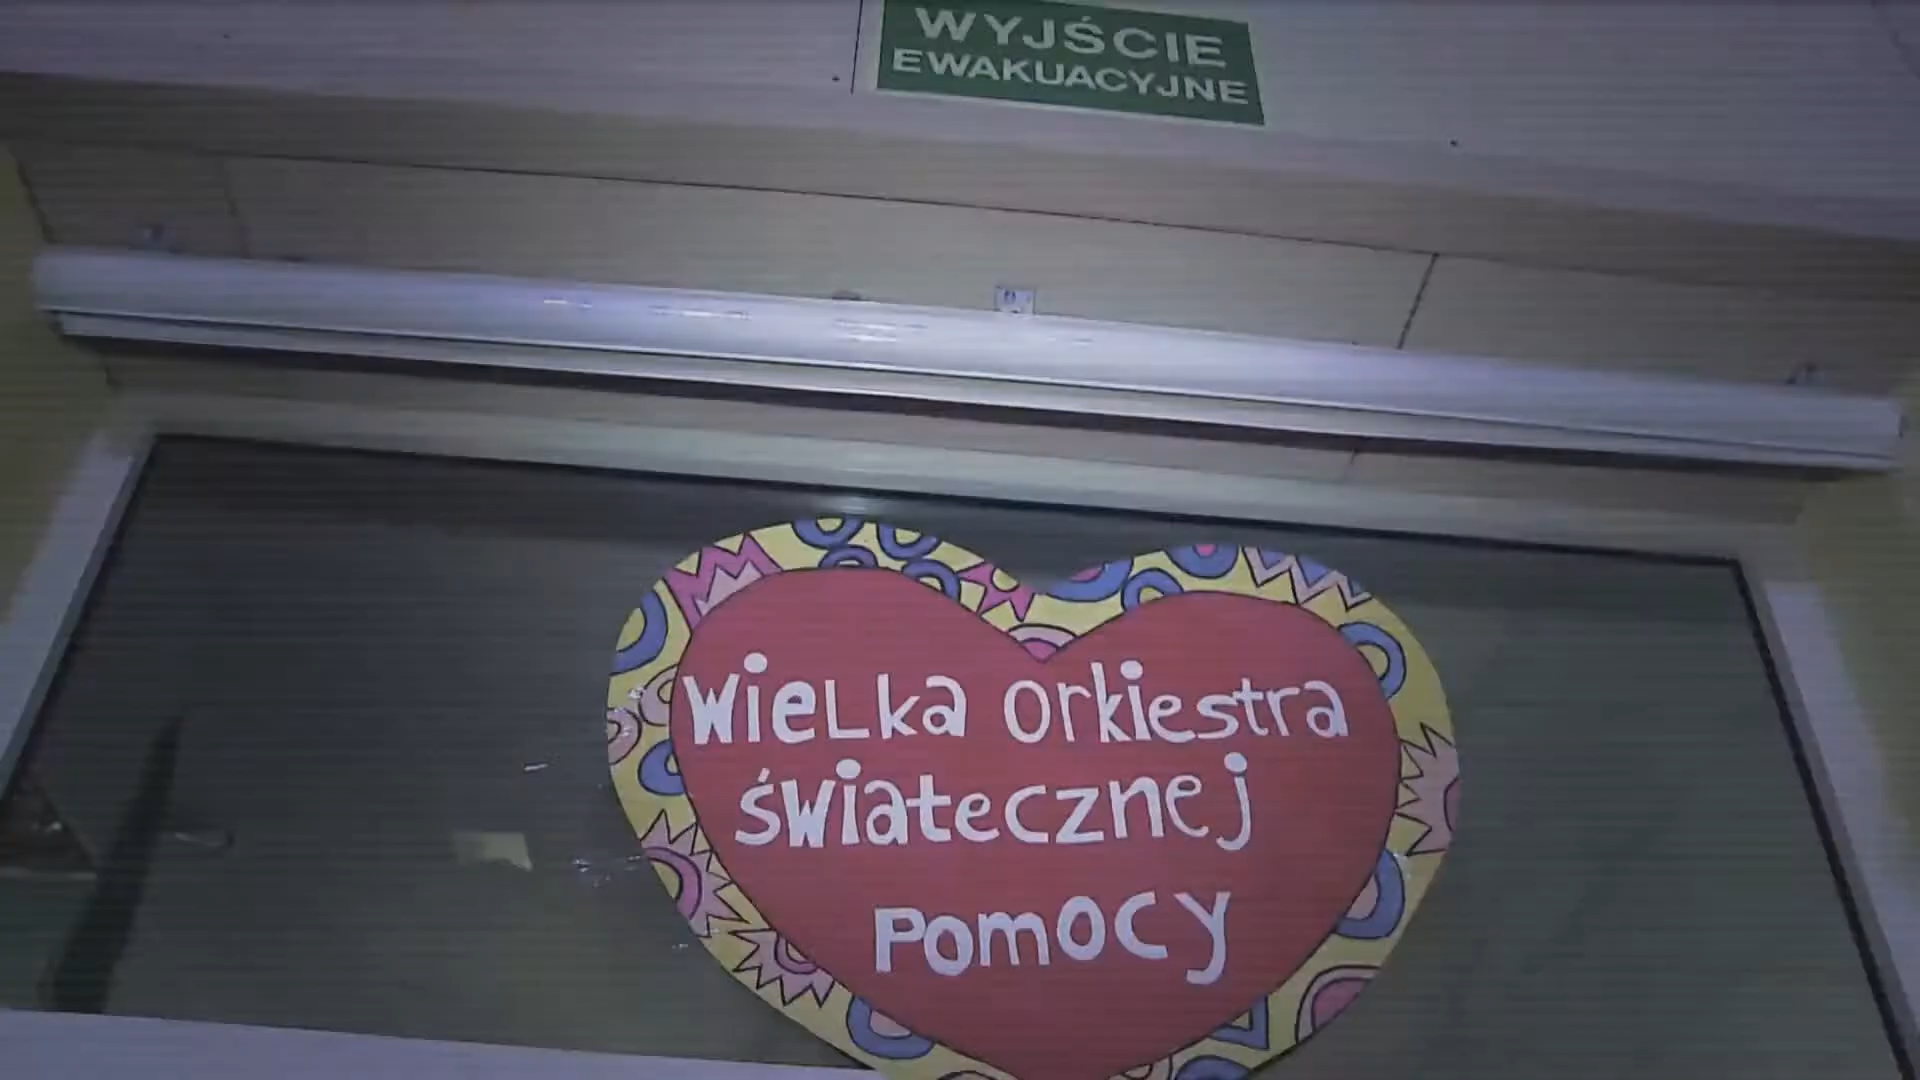 WYJŚCIE
EWAKUACYJNE
wieLka orkiestra
świątecznej
pomocy